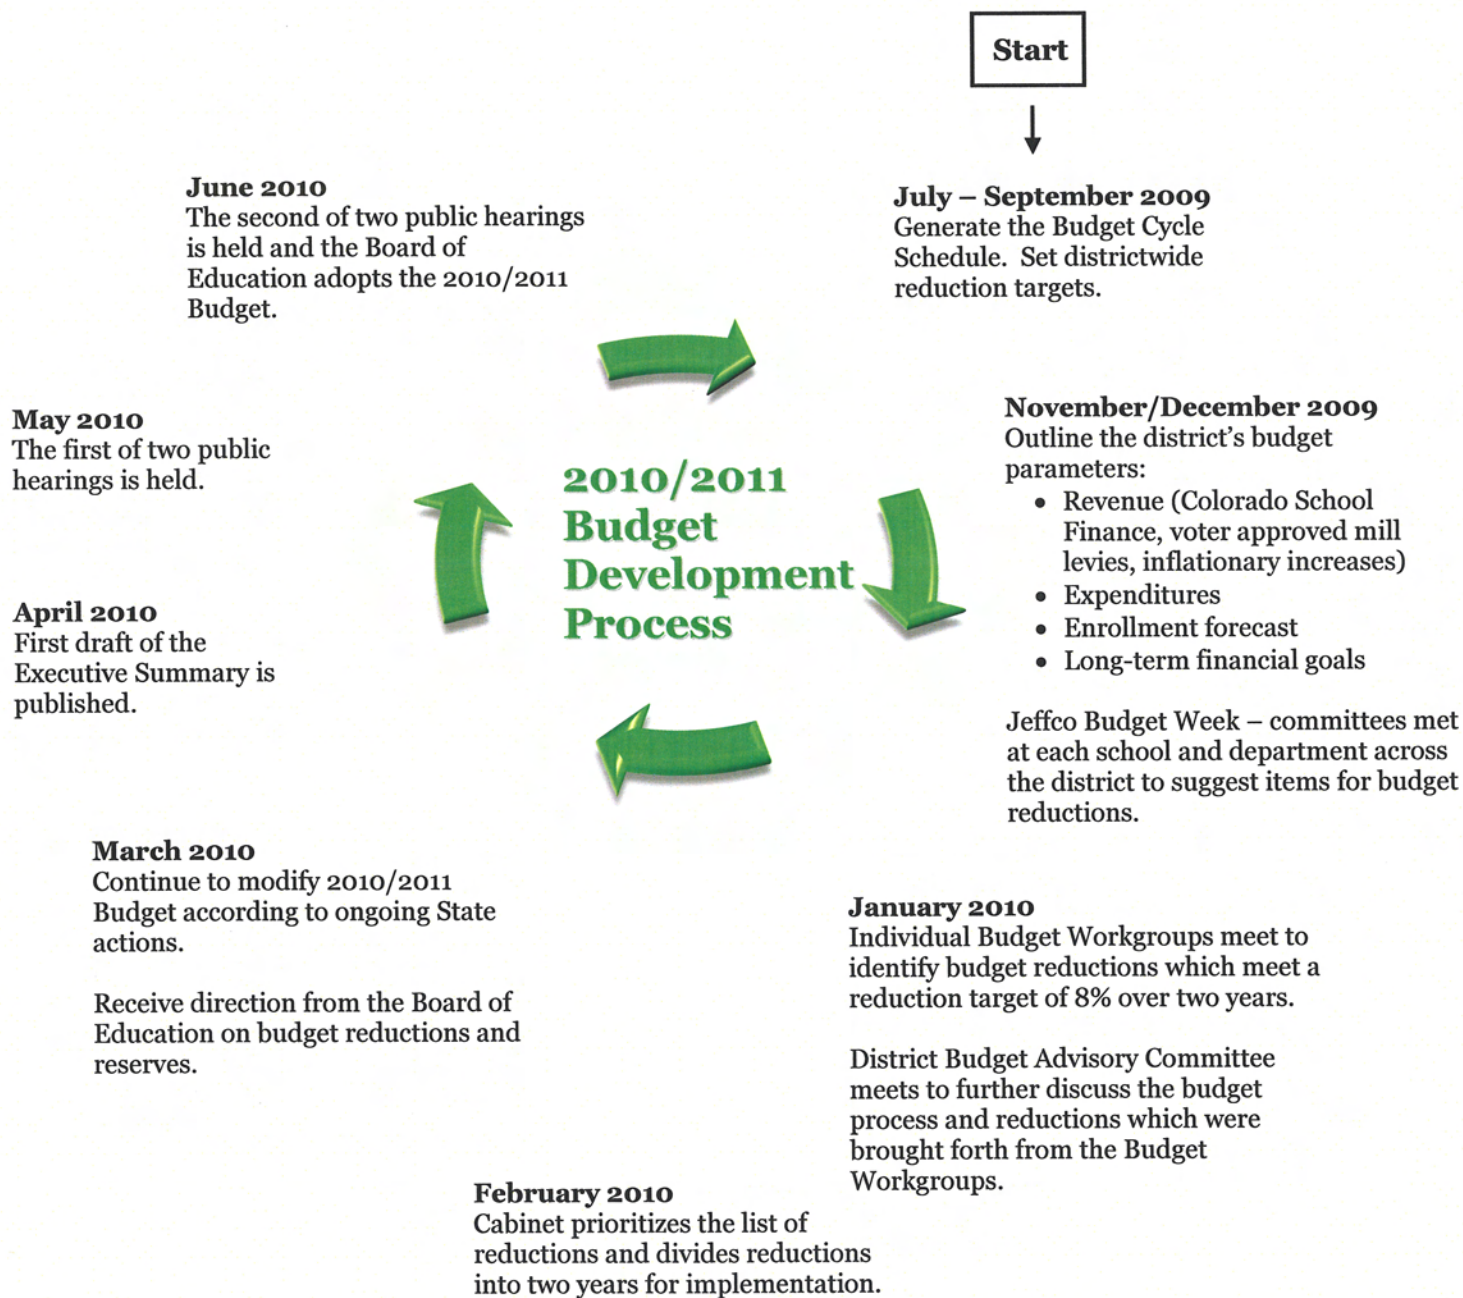 Start
July – September 2009
Generate the Budget Cycle
Schedule.  Set districtwide
reduction targets.
November/December 2009
Outline the district's budget
parameters:
• Revenue (Colorado School
Finance, voter approved mill
levies, inflationary increases)
• Expenditures
• Enrollment forecast
• Long-term financial goals
Jeffco Budget Week – committees met
at each school and department across
the district to suggest items for budget
reductions.
January 2010
Individual Budget Workgroups meet to
identify budget reductions which meet a
reduction target of 8% over two years.
District Budget Advisory Committee
meets to further discuss the budget
process and reductions which were
brought forth from the Budget
Workgroups.
February 2010
Cabinet prioritizes the list of
reductions and divides reductions
into two years for implementation.
March 2010
Continue to modify 2010/2011
Budget according to ongoing State
actions.
Receive direction from the Board of
Education on budget reductions and
reserves.
April 2010
First draft of the
Executive Summary is
published.
May 2010
The first of two public
hearings is held.
June 2010
The second of two public hearings
is held and the Board of
Education adopts the 2010/2011
Budget.
2010/2011
Budget
Development
Process